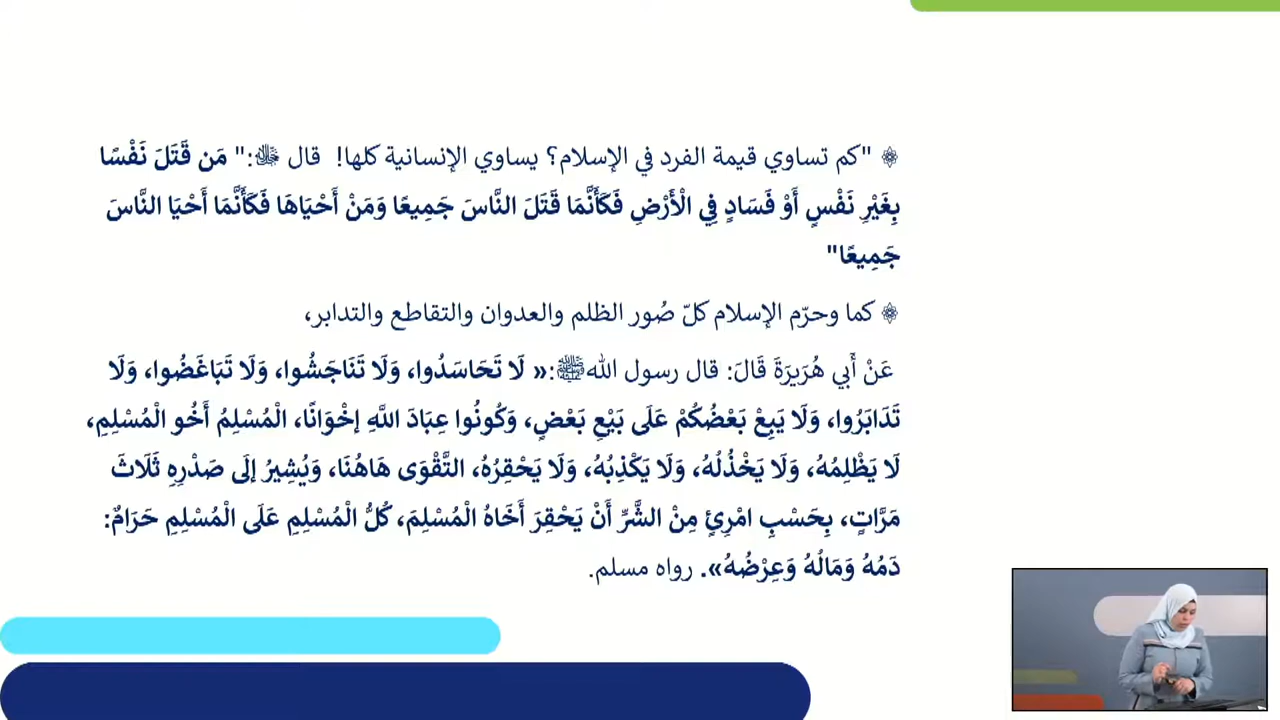 "كم تساوي قيمة الفرد في الإسلام؟ يساوي الإنسانية كلها! قال ﷻ:" مَن قَتَلَ نَفْسًا
بِغَيْرِ نَفْسٍ أَوْ فَسَادٍ فِي الْأَرْضِ فَكَأَنَّمَا قَتَلَ النَّاسَ جَمِيعًا وَمَنْ أَحْيَاهَا فَكَأَنَّمَا أَحْيَا النَّاسَ
جَمِيعًا"
كما وحرّم الإسلام كلّ صُور الظلم والعدوان والتقاطع والتدابر،
عَنْ أَبِي هُرَيرَةَ قَالَ: قال رسول الله ﷺ:« لَا تَحَاسَدُوا، وَلَا تَنَاجَشُوا، وَلَا تَبَاغَضُوا، وَلَا
تَدَابَرُوا، وَلَا يَبِعْ بَعْضُكُمْ عَلَى بَيْعِ بَعْضٍ، وَكُونُوا عِبَادَ اللَّهِ إخْوَانًا، الْمُسْلِمُ أَخُو الْمُسْلِمِ،
لَا يَظْلِمُهُ، وَلَا يَخْذُلُهُ، وَلَا يَكْذِبُهُ، وَلَا يَحْقِرُهُ، التَّقْوَى هَاهُنَا، وَيُشِيرُ إلَى صَدْرِهِ ثَلَاثَ
مَرَّاتٍ، بِحَسْبِ امْرِئٍ مِنْ الشَّرِّ أَنْ يَحْقِرَ أَخَاهُ الْمُسْلِمَ، كُلُّ الْمُسْلِمِ عَلَى الْمُسْلِمِ حَرَامٌ:
دَمُهُ وَمَالُهُ وَعِرْضُهُ». رواه مسلم.